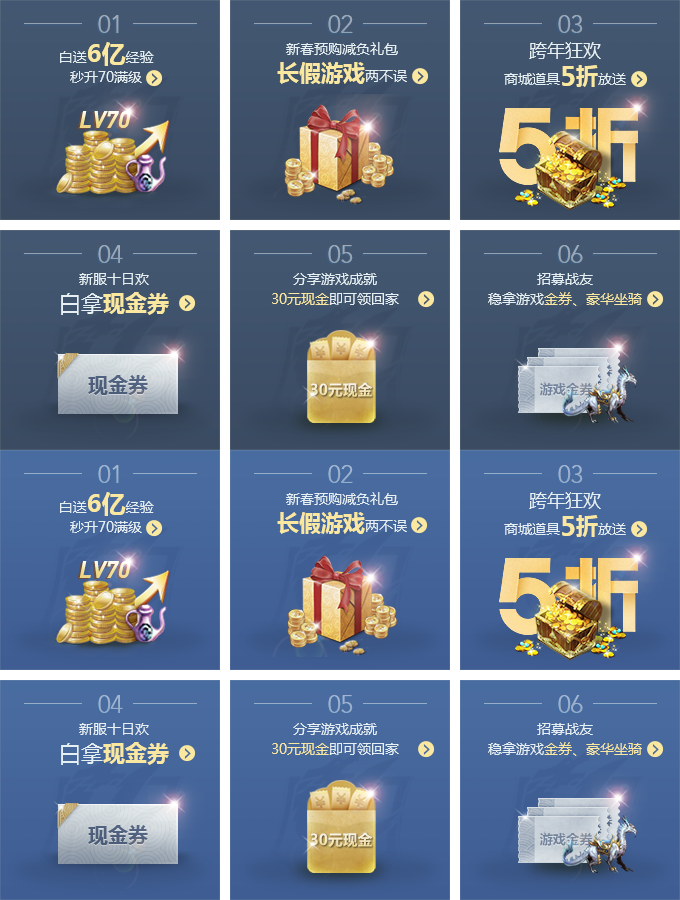 01
白送6亿经验
秒升70满级
LV70
02
新春预购减负礼包
长假游戏两不误
03
跨年狂欢
商城道具5折放送
5折
04
新服十日欢
白拿现金券
现金券
05
分享游戏成就
30元现金即可领回家
30元现金
06
招募战友
稳拿游戏金券、豪华坐骑
游戏金券
01
白送6亿经验
秒升70满级
LV70
02
新春预购减负礼包
长假游戏两不误
03
跨年狂欢
商城道具5折放送
5折
04
新服十日欢
白拿现金券
现金券
05
分享游戏成就
30元现金即可领回家
30元现金
06
招募战友
稳拿游戏金券、豪华坐骑
游戏金券